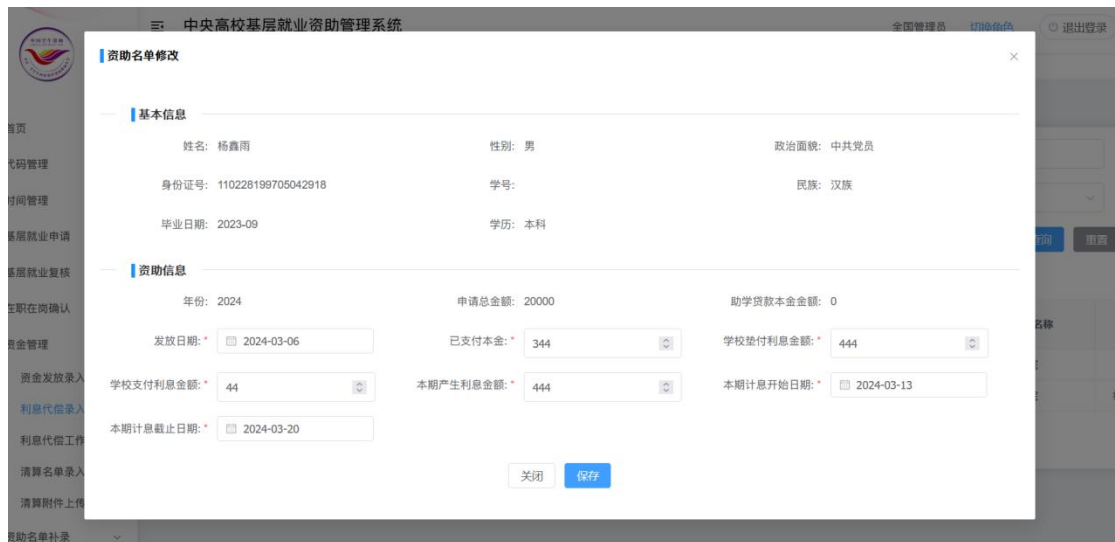 中央高校基层就业资助管理系统
全国管理员 切换角色 退出登录
资助名单修改
基本信息
姓名: 杨鑫雨 性别: 男 政治面貌: 中共党员
身份证号: 110228199705042918 学号: 民族: 汉族
毕业日期: 2023-09 学历: 本科
资助信息
年份: 2024 申请总金额: 20000 助学贷款本金金额: 0
发放日期:* 2024-03-06 已支付本金:* 344 学校垫付利息金额:* 444
学校支付利息金额:* 44 本期产生利息金额:* 444 本期计息开始日期:* 2024-03-13
本期计息截止日期:* 2024-03-20
关闭 保存
首页
代码管理
时间管理
基层就业申请
基层就业复核
在职在岗确认
资金管理
资金发放录入
利息代偿录入
利息代偿工作
清算名单录入
清算附件上传
资助名单补录
查询 重置
名称